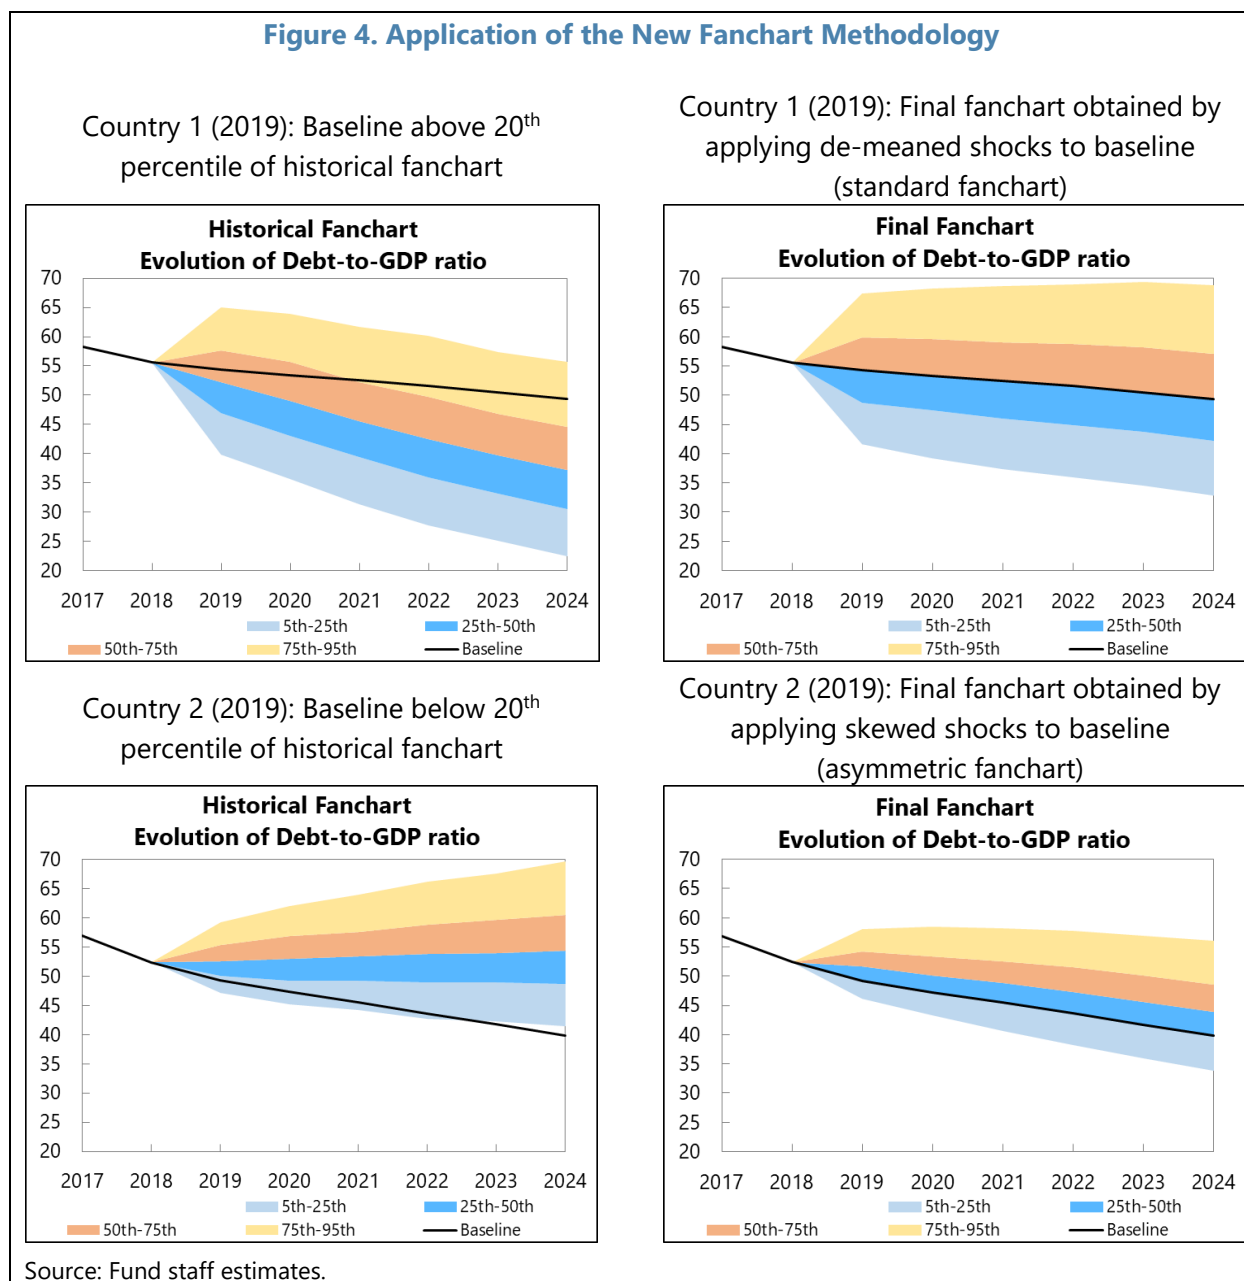 Figure 4. Application of the New Fanchart Methodology
Country 1 (2019): Baseline above 20th
percentile of historical fanchart
Historical Fanchart
Evolution of Debt-to-GDP ratio
70
65
60
55
50
45
40
35
30
25
20
2017 2018 2019 2020 2021 2022 2023 2024
5th-25th 25th-50th
50th-75th 75th-95th Baseline
Country 1 (2019): Final fanchart obtained by
applying de-meaned shocks to baseline
(standard fanchart)
Final Fanchart
Evolution of Debt-to-GDP ratio
70
65
60
55
50
45
40
35
30
25
20
2017 2018 2019 2020 2021 2022 2023 2024
5th-25th 25th-50th
50th-75th 75th-95th Baseline
Country 2 (2019): Baseline below 20th
percentile of historical fanchart
Historical Fanchart
Evolution of Debt-to-GDP ratio
70
65
60
55
50
45
40
35
30
25
20
2017 2018 2019 2020 2021 2022 2023 2024
5th-25th 25th-50th
50th-75th 75th-95th Baseline
Country 2 (2019): Final fanchart obtained by
applying skewed shocks to baseline
(asymmetric fanchart)
Final Fanchart
Evolution of Debt-to-GDP ratio
70
65
60
55
50
45
40
35
30
25
20
2017 2018 2019 2020 2021 2022 2023 2024
5th-25th 25th-50th
50th-75th 75th-95th Baseline
Source: Fund staff estimates.